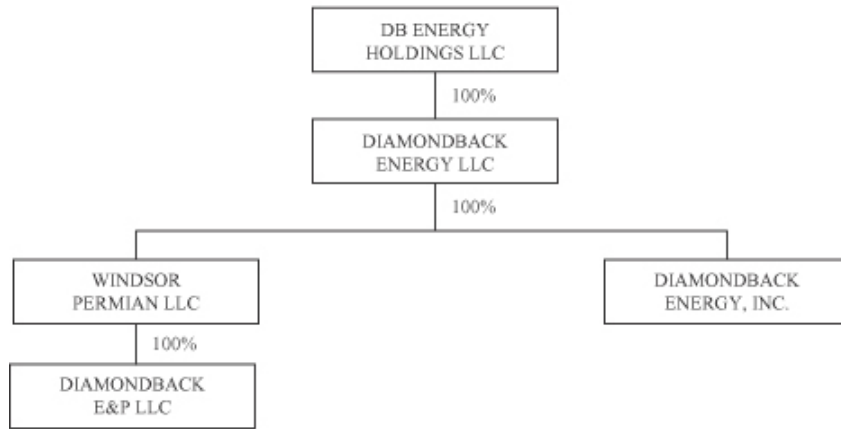 DB ENERGY
HOLDINGS LLC
100%
DIAMONDBACK
ENERGY LLC
100%
WINDSOR
PERMIAN LLC
DIAMONDBACK
ENERGY, INC.
100%
DIAMONDBACK
E&P LLC